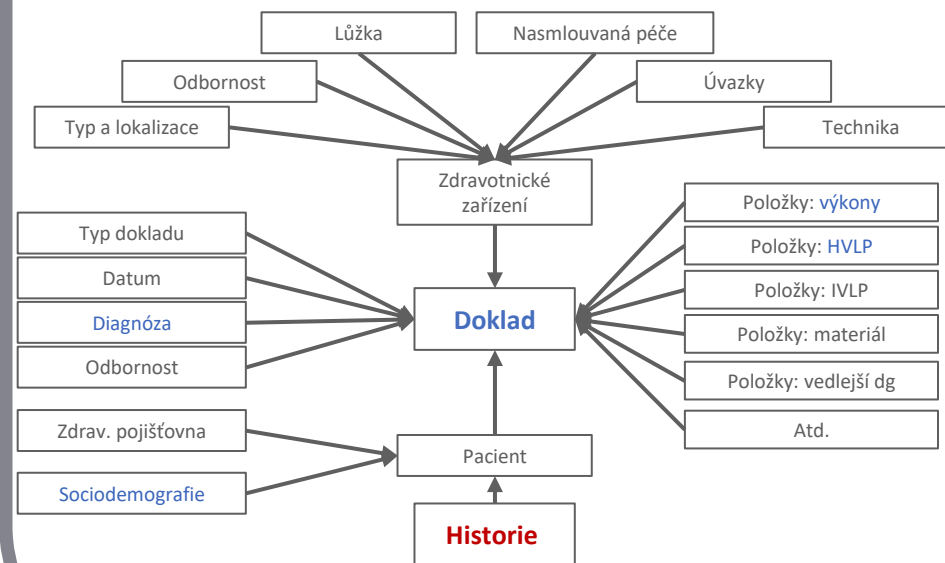 Lůžka
Nasmlouvaná péče
Odbornost
Úvazky
Typ a lokalizace
Technika
Zdravotnické
zařízení
Typ dokladu
Datum
Diagnóza
Odbornost
Doklad
Položky: výkony
Položky: HVLP
Položky: IVLP
Položky: materiál
Položky: vedlejší dg
Atd.
Zdrav. pojišťovna
Sociodemografie
Pacient
Historie